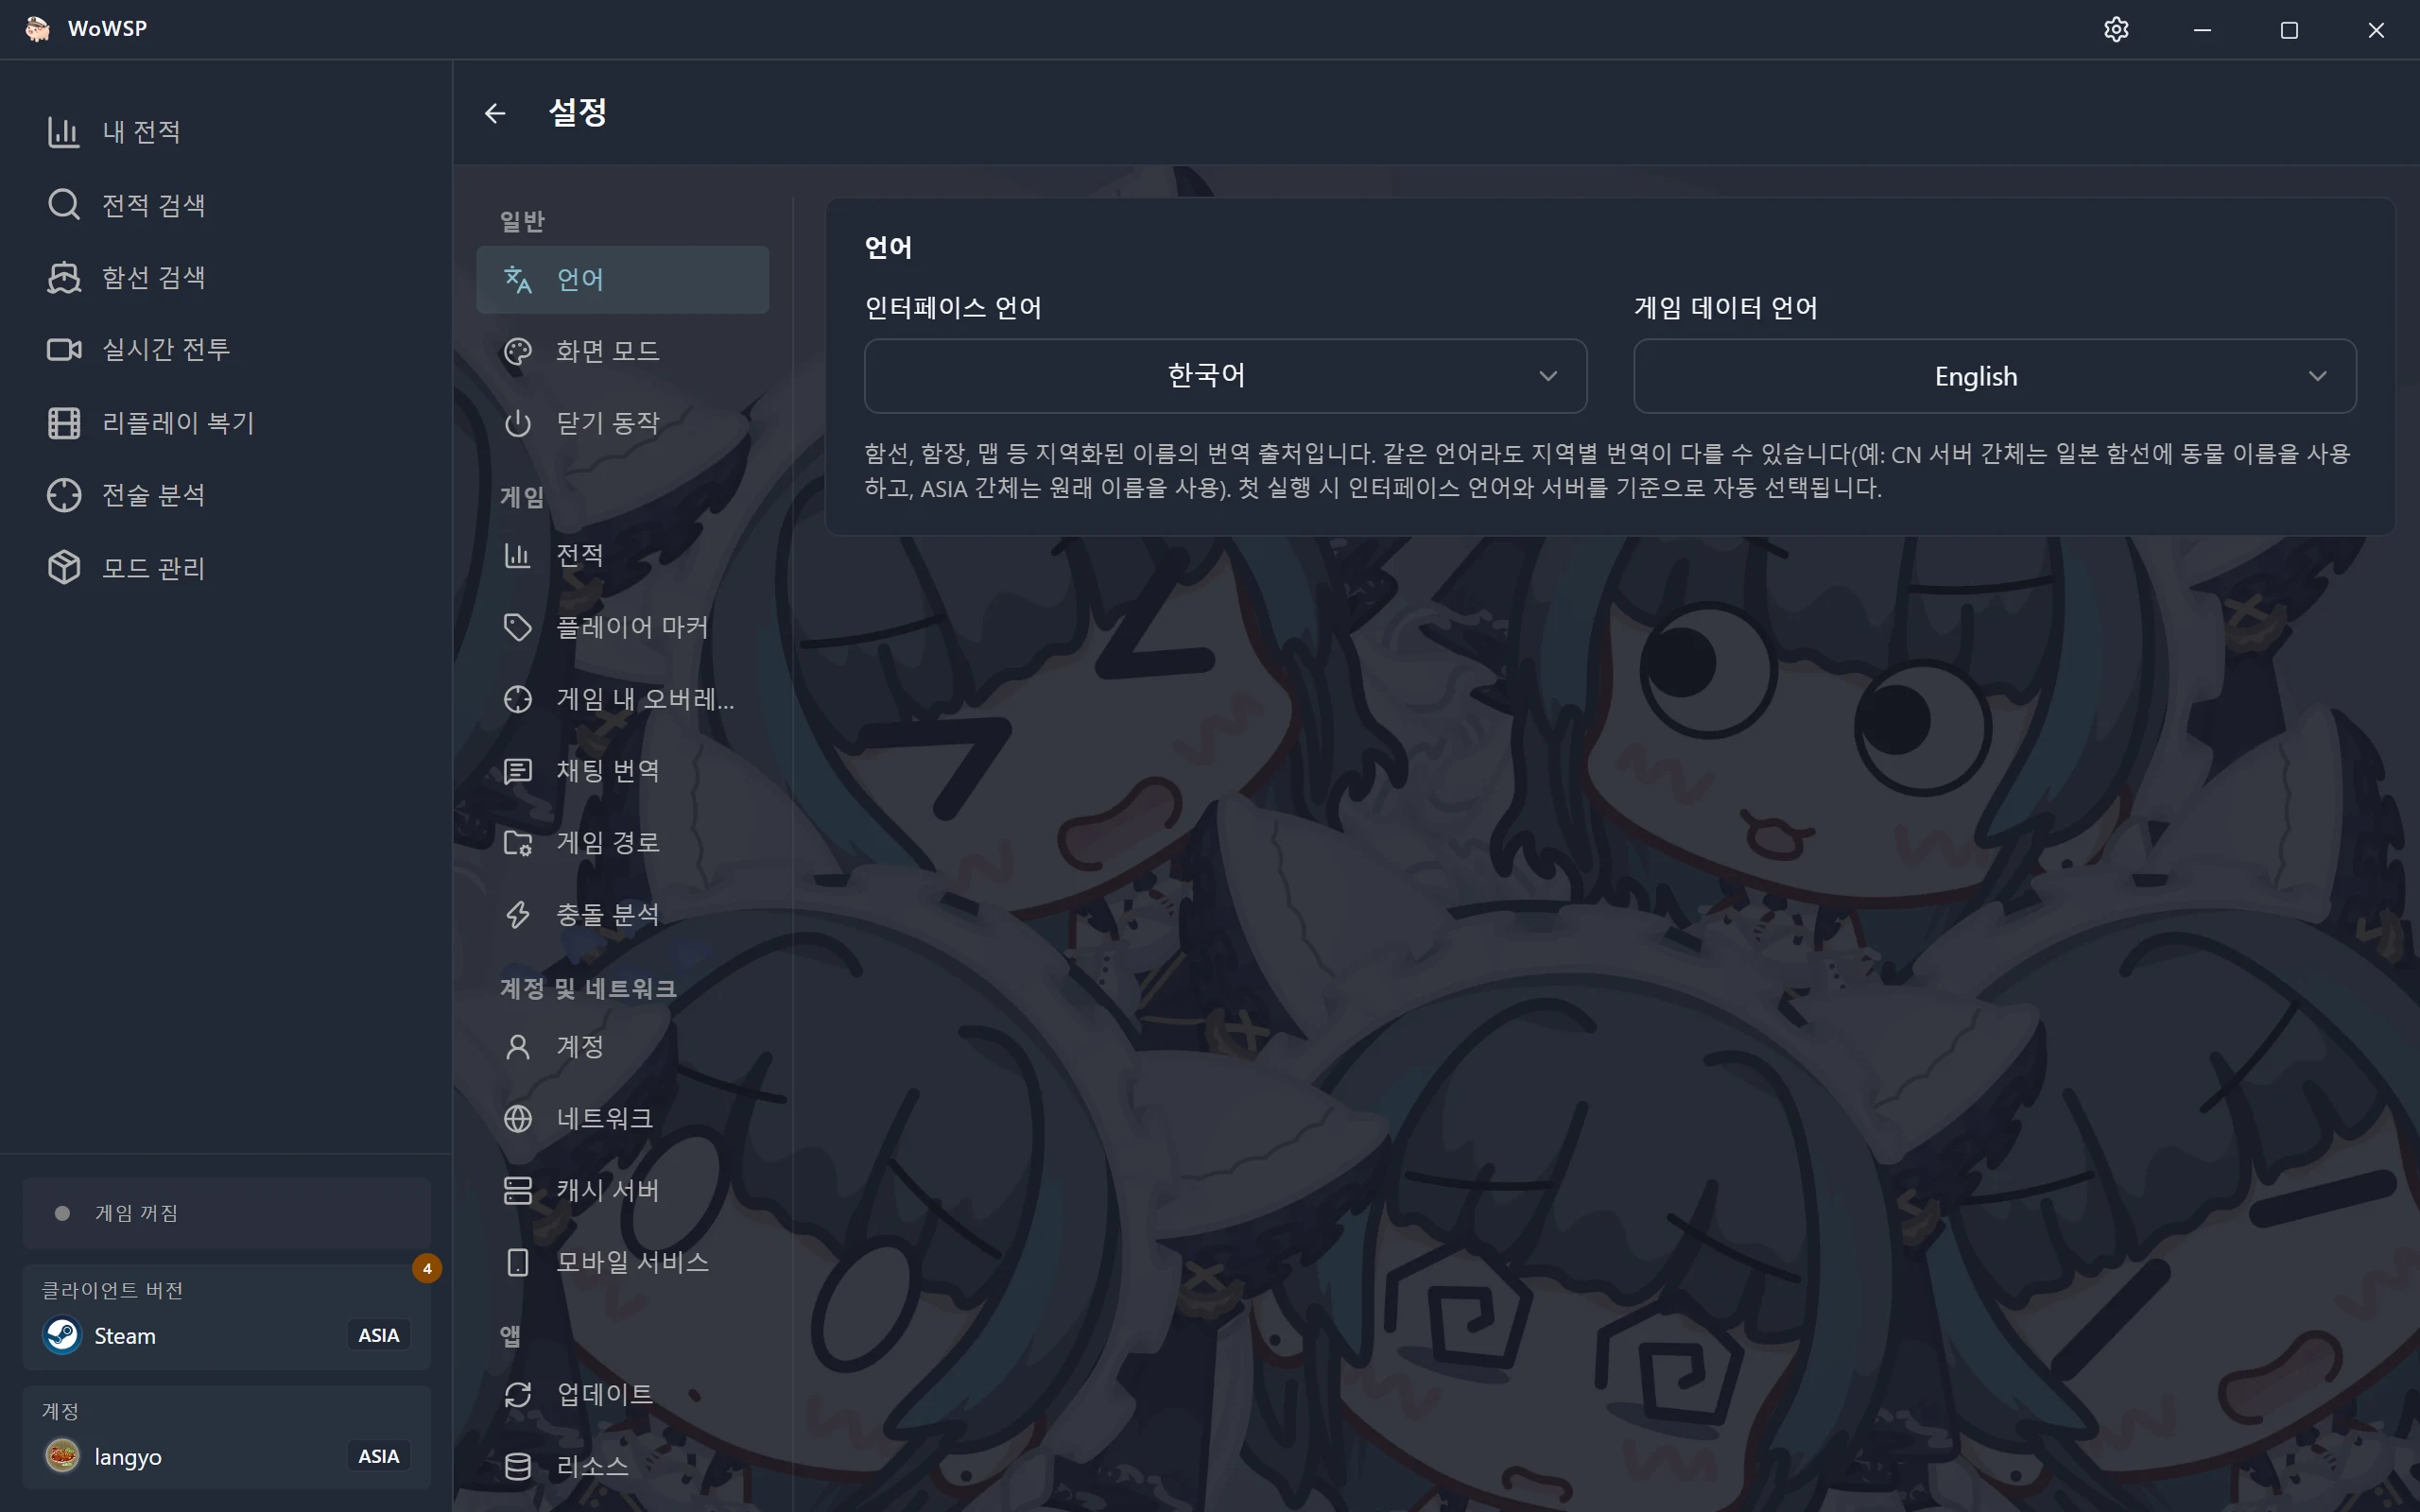 WoWSP
내 전적
전적 검색
함선 검색
실시간 전투
리플레이 복기
전술 분석
모드 관리
게임 꺼짐
4
클라이언트 버전
Steam
ASIA
계정
langyo
ASIA
설정
일반
언어
화면 모드
닫기 동작
게임
전적
플레이어 마커
게임 내 오버레...
채팅 번역
게임 경로
충돌 분석
계정 및 네트워크
계정
네트워크
캐시 서버
모바일 서비스
앱
업데이트
리소스
언어
인터페이스 언어
한국어
게임 데이터 언어
English
함선, 함장, 맵 등 지역화된 이름의 번역 출처입니다. 같은 언어라도 지역별 번역이 다를 수 있습니다(예: CN 서버 간체는 일본 함선에 동물 이름을 사용
하고, ASIA 간체는 원래 이름을 사용). 첫 실행 시 인터페이스 언어와 서버를 기준으로 자동 선택됩니다.